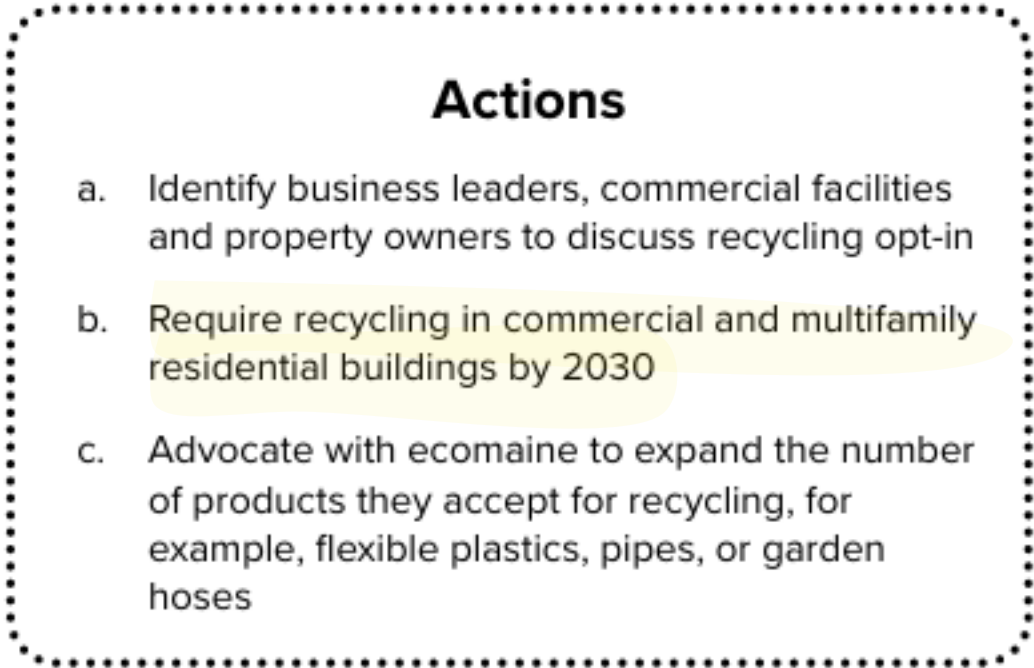 Actions
a. Identify business leaders, commercial facilities
and property owners to discuss recycling opt-in
b. Require recycling in commercial and multifamily
residential buildings by 2030
c. Advocate with ecomaine to expand the number
of products they accept for recycling, for
example, flexible plastics, pipes, or garden
hoses